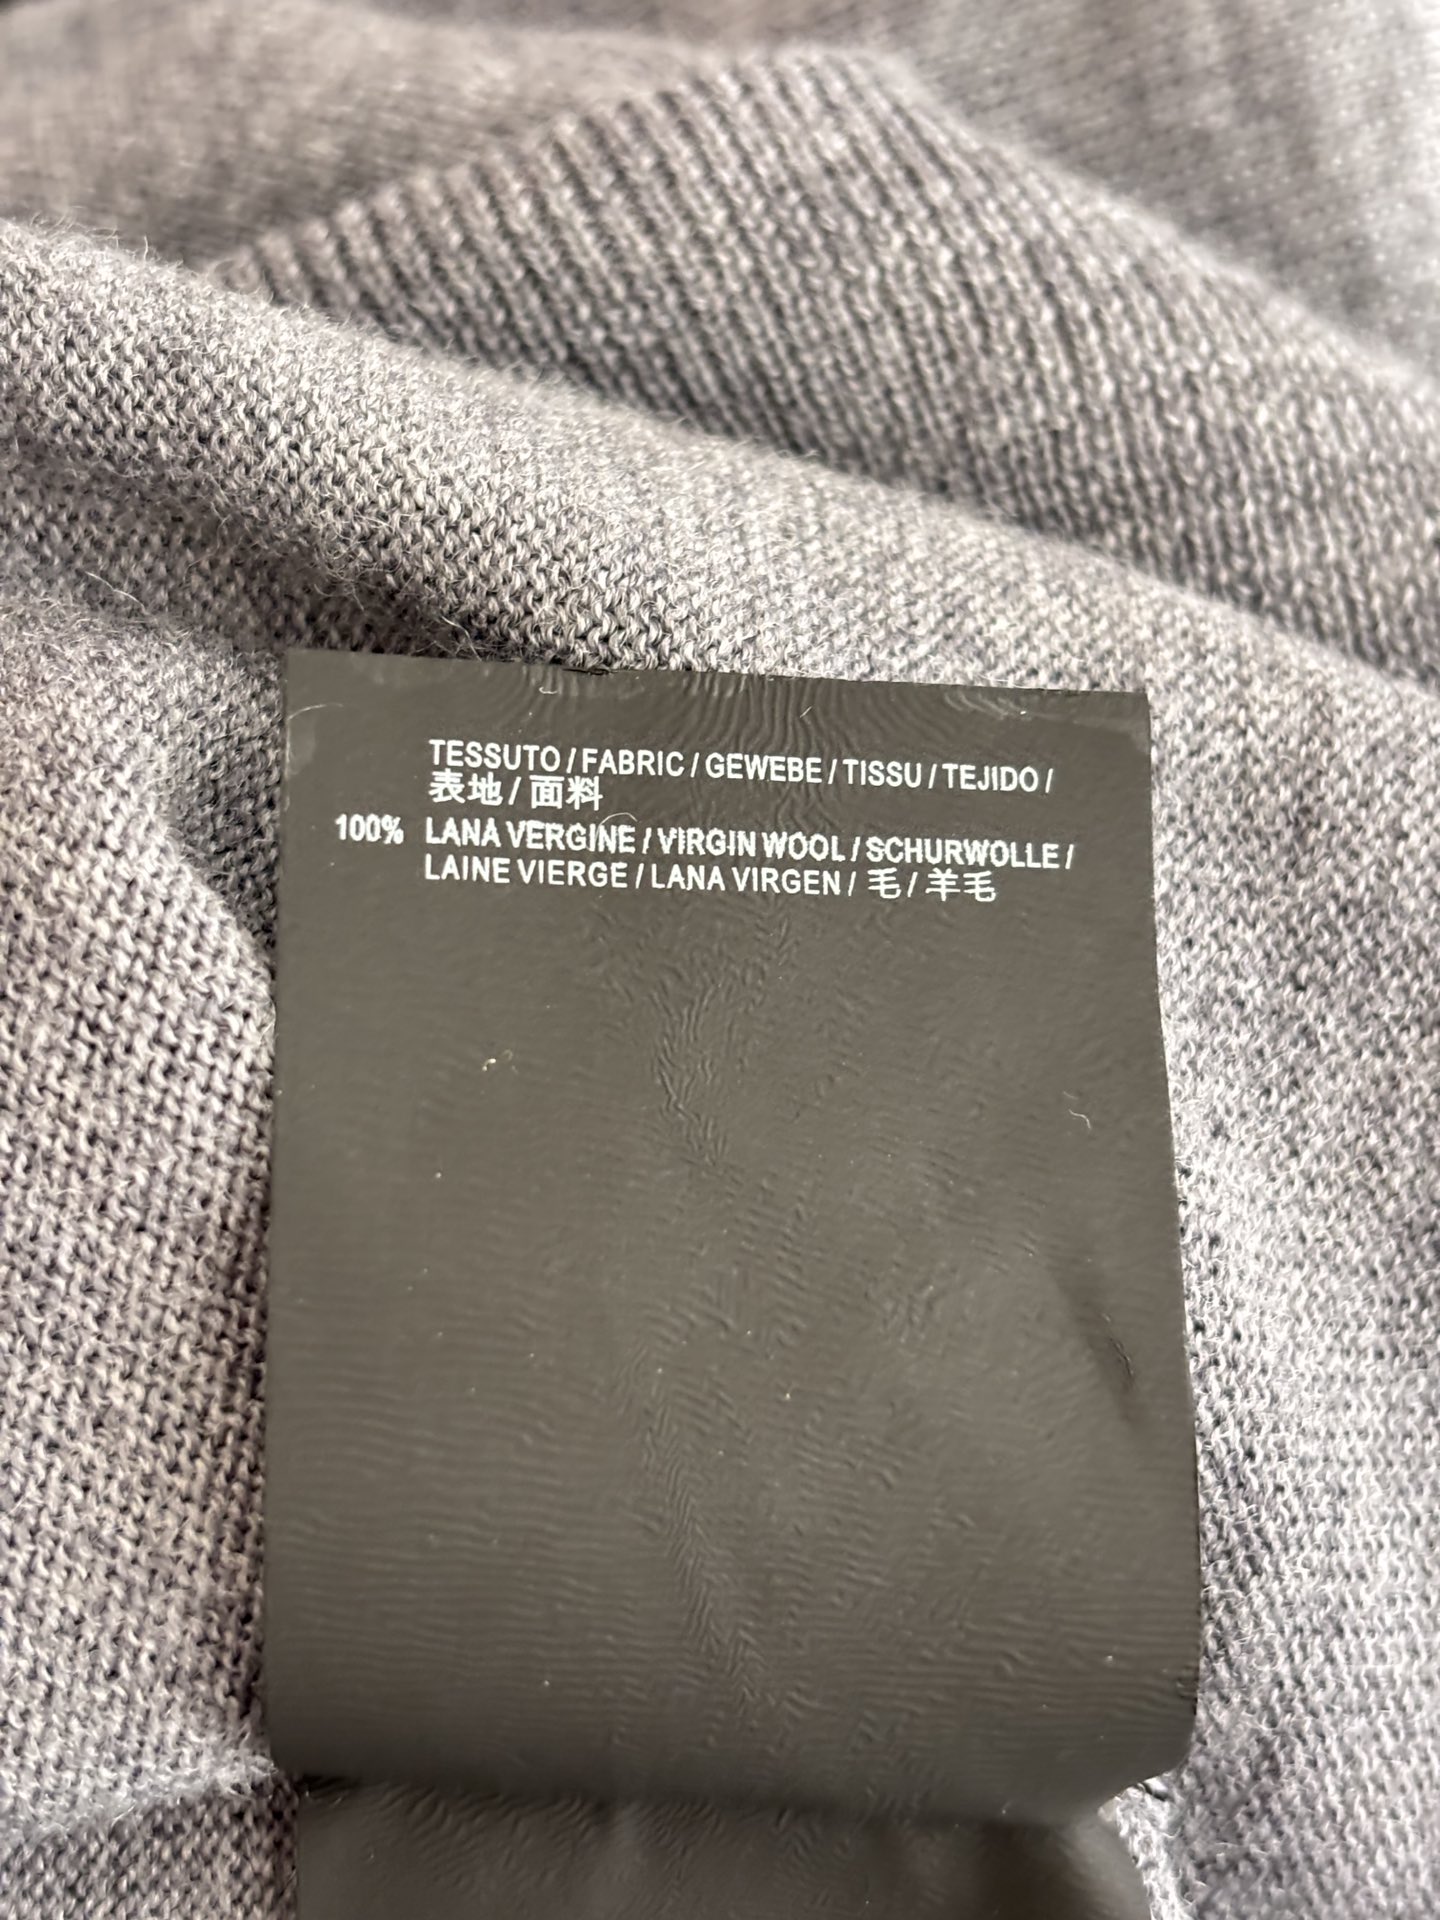 TESSUTO / FABRIC / GEWEBE / TISSU / TEJIDO /
表地 / 面料
100% LANA VERGINE / VIRGIN WOOL / SCHURWOLLE /
LAINE VIERGE / LANA VIRGEN / 毛 / 羊毛